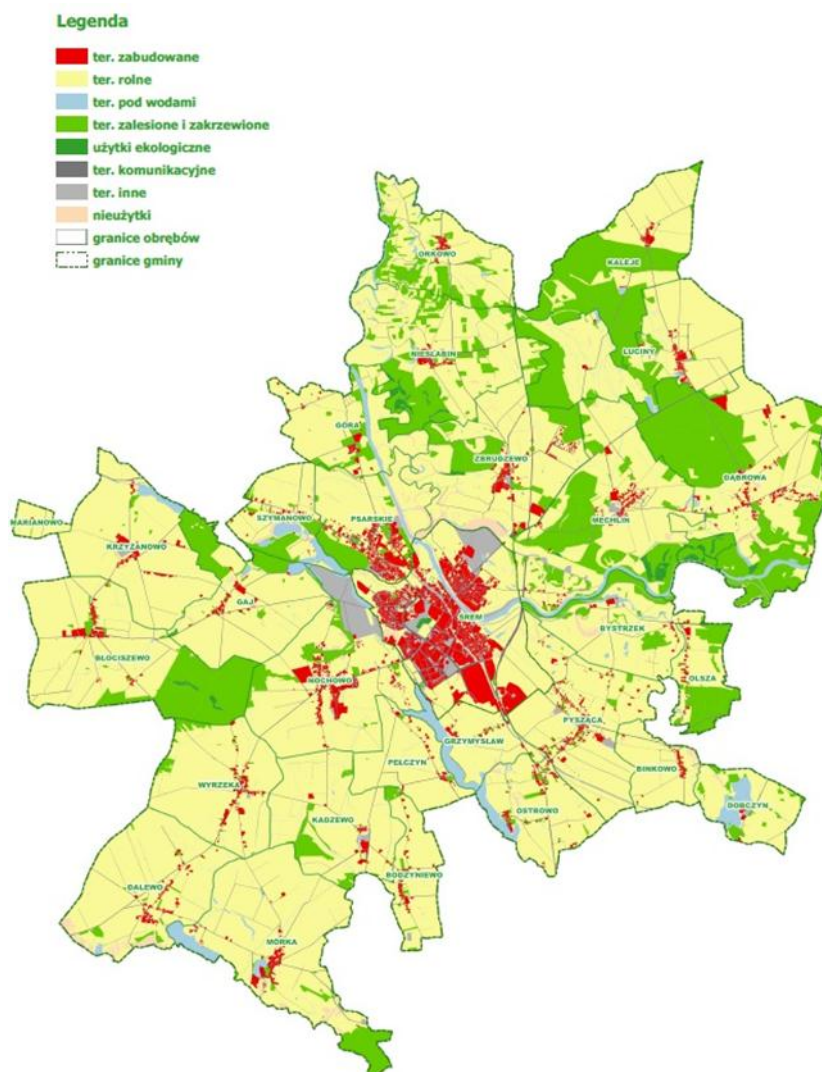 Legenda
ter. zabudowane
ter. rolne
ter. pod wodami
ter. zalesione i zakrzewione
użytki ekologiczne
ter. komunikacyjne
ter. inne
nieużytki
granice obrębów
granice gminy
ORKOWO
KALEJE
NIESŁABIN
LUCINY
GÓRA
ZBRUDZEWO
DĄBROWA
MARIANOWO
SZYMANOWO
PSARSKIE
MECHLIN
KRZYŻANOWO
GAJ
ŚREM
BYSTRZEK
BŁOCISZEWO
NOCHOWO
OLSZA
PYSZĄCA
GRZYMYSŁAW
PEŁCZYN
BINKOWO
WYRZEKA
DOBCZYN
OSTROWO
KADZEWO
BODZYNIEWO
DALEWO
MÓRKA